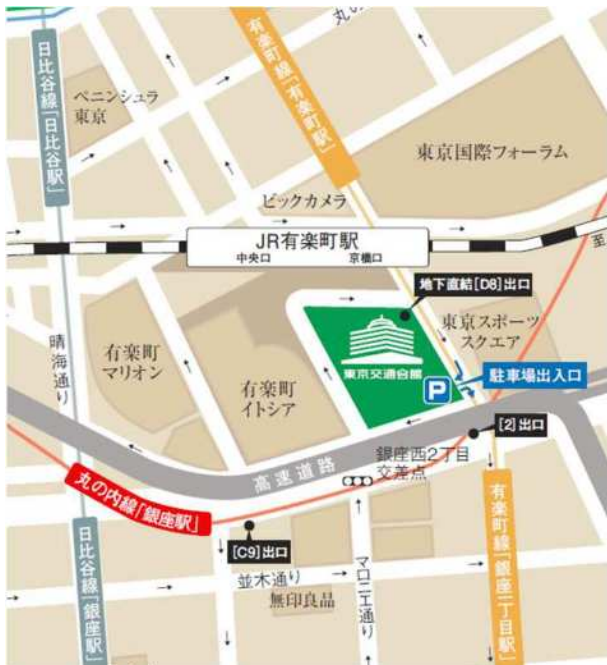 丸の
有楽町線「有楽町駅」
日比谷線「日比谷駅」
ペニンシュラ
東京
東京国際フォーラム
ビックカメラ
JR有楽町駅
中央口
京橋口
至
地下直結[D8]出口
東京スポーツ
スクエア
東京交通会館
駐車場出入口
P
晴海通り
有楽町
マリオン
有楽町
イトシア
[2]出口
高速道路
銀座西2丁目
交差点
丸の内線「銀座駅」
[C9]出口
並木通り
無印良品
マロニエ通り
有楽町線「銀座一丁目駅」
日比谷線「銀座駅」